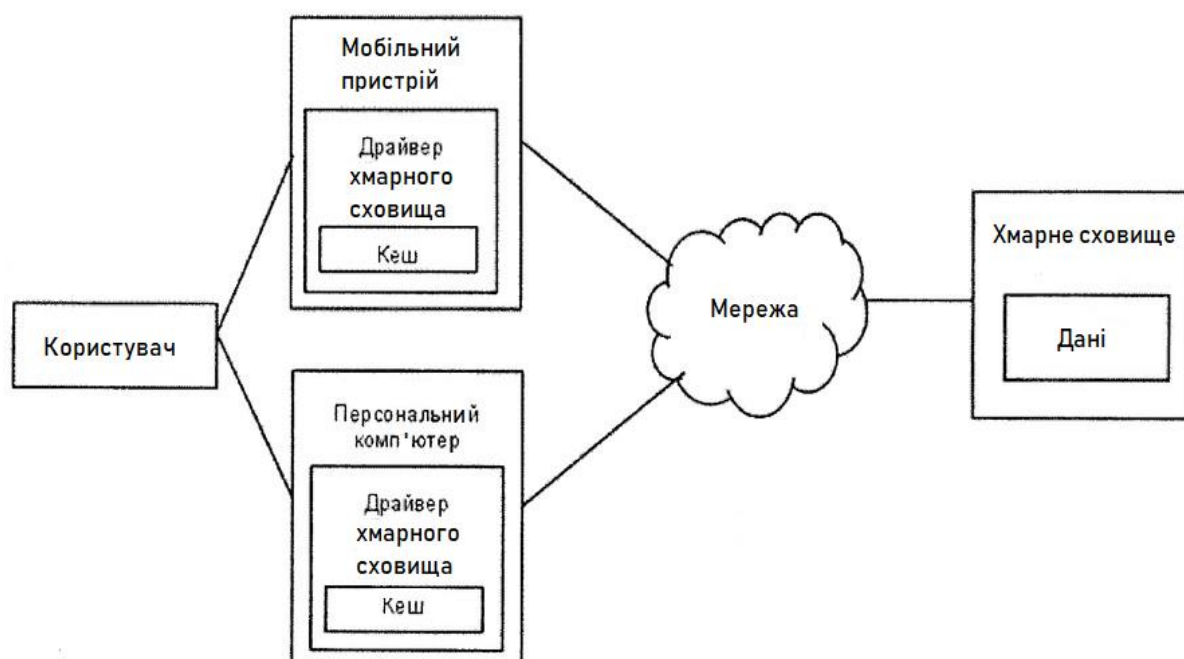 Мобільний
пристрій
Драйвер
хмарного
сховища
Кеш
Користувач
Персональний
комп'ютер
Драйвер
хмарного
сховища
Кеш
Мережа
Хмарне сховище
Дані